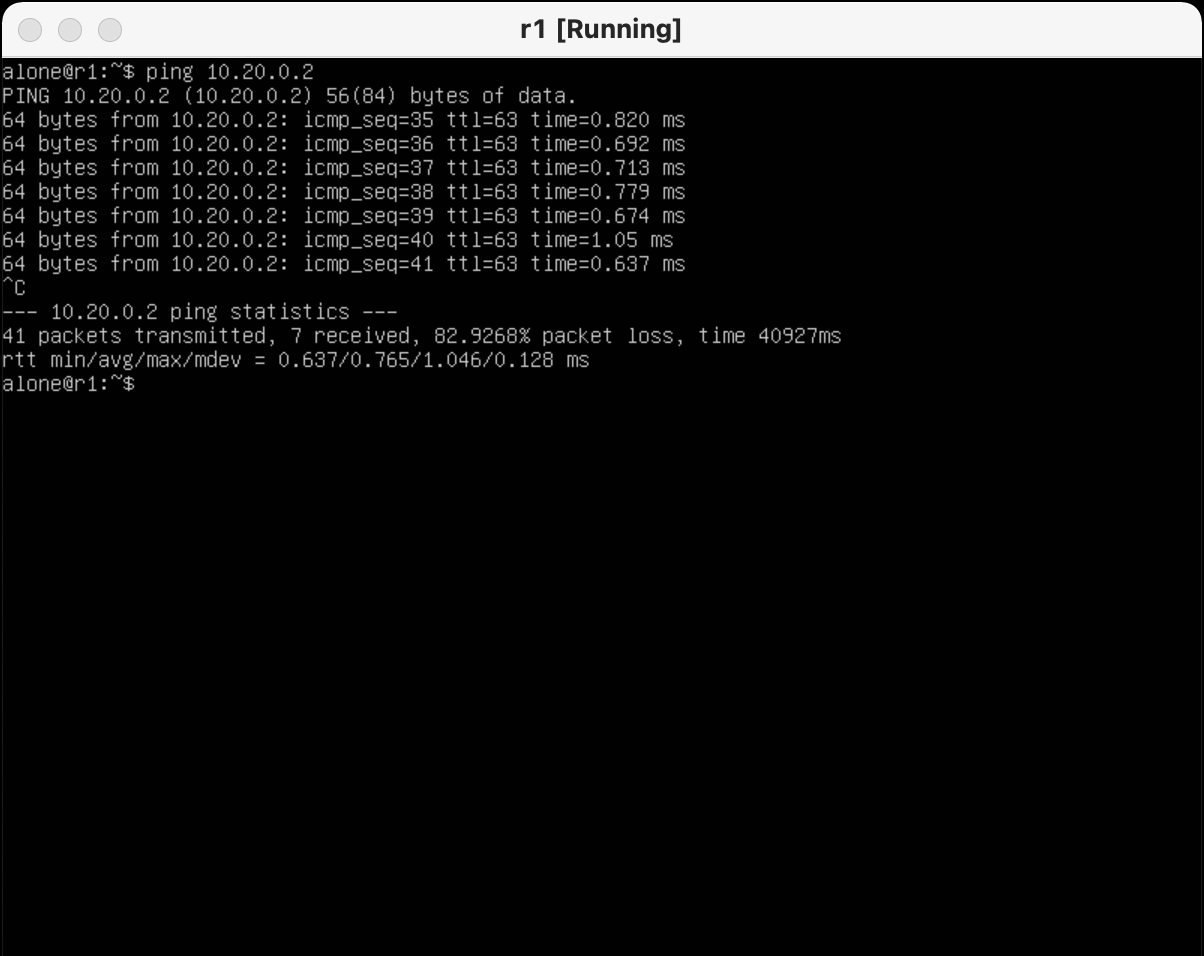 r1 [Running]
alone@r1:~$ ping 10.20.0.2
PING 10.20.0.2 (10.20.0.2) 56(84) bytes of data.
64 bytes from 10.20.0.2: icmp_seq=35 ttl=63 time=0.820 ms
64 bytes from 10.20.0.2: icmp_seq=36 ttl=63 time=0.692 ms
64 bytes from 10.20.0.2: icmp_seq=37 ttl=63 time=0.713 ms
64 bytes from 10.20.0.2: icmp_seq=38 ttl=63 time=0.779 ms
64 bytes from 10.20.0.2: icmp_seq=39 ttl=63 time=0.674 ms
64 bytes from 10.20.0.2: icmp_seq=40 ttl=63 time=1.05 ms
64 bytes from 10.20.0.2: icmp_seq=41 ttl=63 time=0.637 ms
^C
--- 10.20.0.2 ping statistics ---
41 packets transmitted, 7 received, 82.9268% packet loss, time 40927ms
rtt min/avg/max/mdev = 0.637/0.765/1.046/0.128 ms
alone@r1:~$